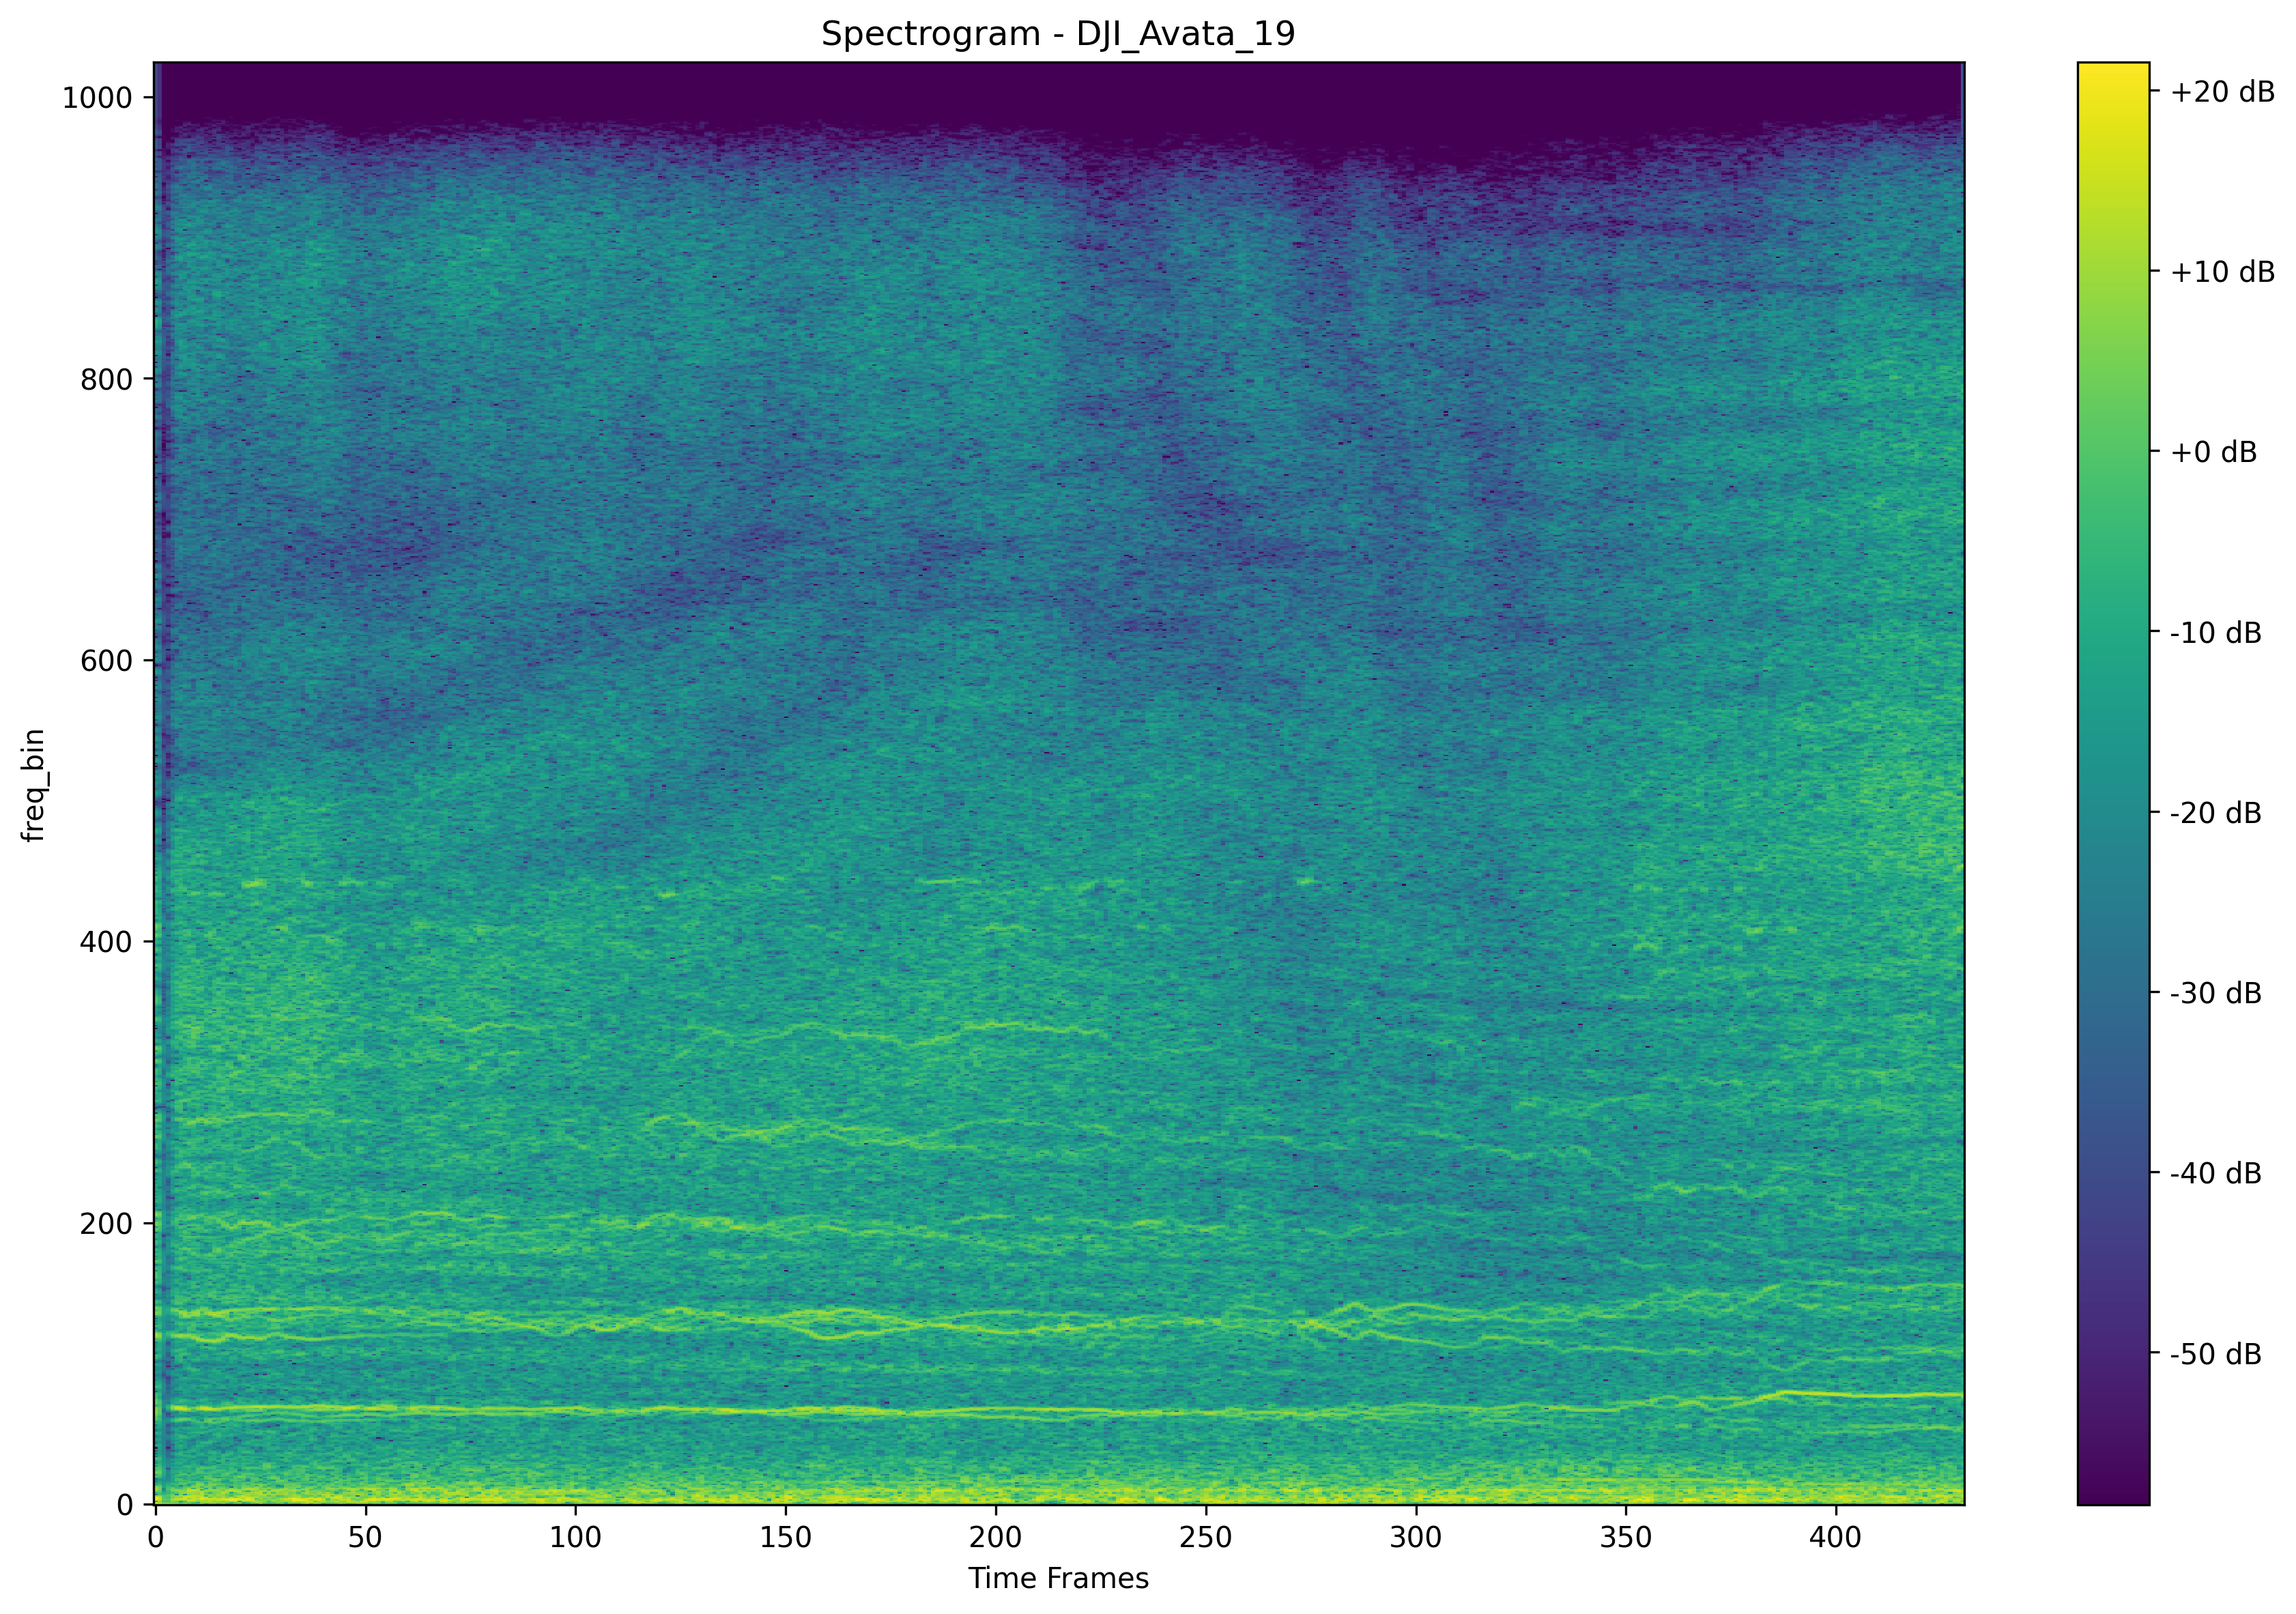 Spectrogram - DJI_Avata_19
1000
800
600
400
200
0
freq_bin
0 50 100 150 200 250 300 350 400
Time Frames
+20 dB
+10 dB
+0 dB
-10 dB
-20 dB
-30 dB
-40 dB
-50 dB